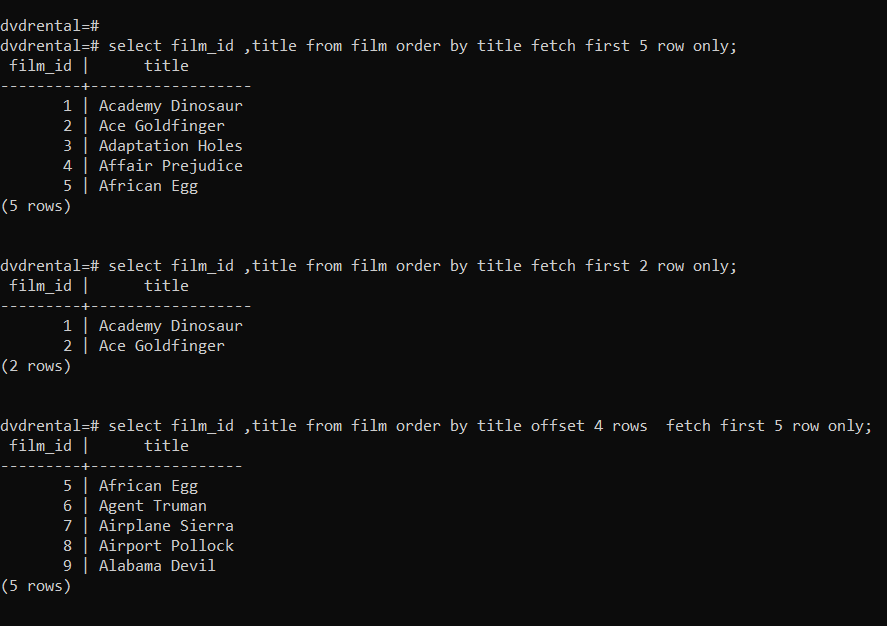 dvdrental=#
dvdrental=# select film_id ,title from film order by title fetch first 5 row only;
 film_id |      title
---------+------------------
       1 | Academy Dinosaur
       2 | Ace Goldfinger
       3 | Adaptation Holes
       4 | Affair Prejudice
       5 | African Egg
(5 rows)
dvdrental=# select film_id ,title from film order by title fetch first 2 row only;
 film_id |      title
---------+------------------
       1 | Academy Dinosaur
       2 | Ace Goldfinger
(2 rows)
dvdrental=# select film_id ,title from film order by title offset 4 rows  fetch first 5 row only;
 film_id |      title
---------+-----------------
       5 | African Egg
       6 | Agent Truman
       7 | Airplane Sierra
       8 | Airport Pollock
       9 | Alabama Devil
(5 rows)